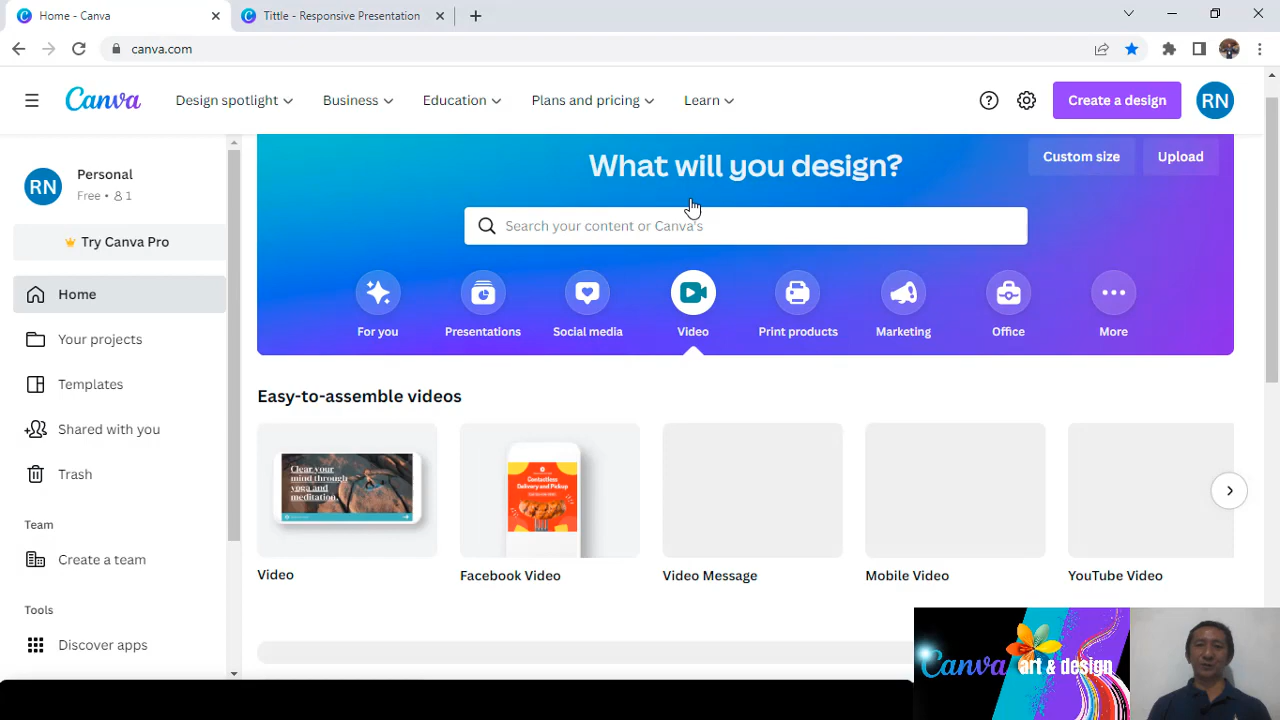 Home - Canva
Tittle - Responsive Presentation
canva.com
Canva
Design spotlight
Business
Education
Plans and pricing
Learn
Create a design
RN
RN
Personal
Free • 1
Try Canva Pro
Home
Your projects
Templates
Shared with you
Trash
Team
Create a team
Tools
Discover apps
What will you design?
Custom size
Upload
Search your content or Canva's
For you
Presentations
Social media
Video
Print products
Marketing
Office
More
Easy-to-assemble videos
Clear your
mind through
yoga and
meditation.
Contactless
Delivery and Pickup
Video
Facebook Video
Video Message
Mobile Video
YouTube Video
Canva art & design